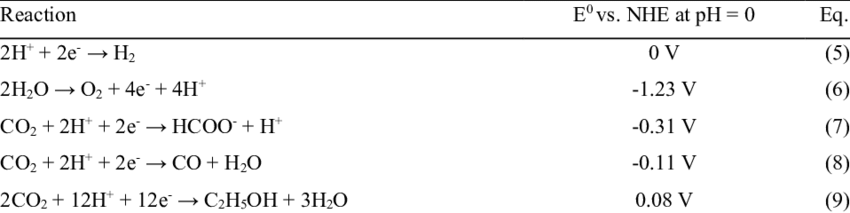 Reaction E⁰ vs. NHE at pH = 0 Eq.
2H⁺ + 2e⁻ → H₂ 0 V (5)
2H₂O → O₂ + 4e⁻ + 4H⁺ -1.23 V (6)
CO₂ + 2H⁺ + 2e⁻ → HCOO⁻ + H⁺ -0.31 V (7)
CO₂ + 2H⁺ + 2e⁻ → CO + H₂O -0.11 V (8)
2CO₂ + 12H⁺ + 12e⁻ → C₂H₅OH + 3H₂O 0.08 V (9)